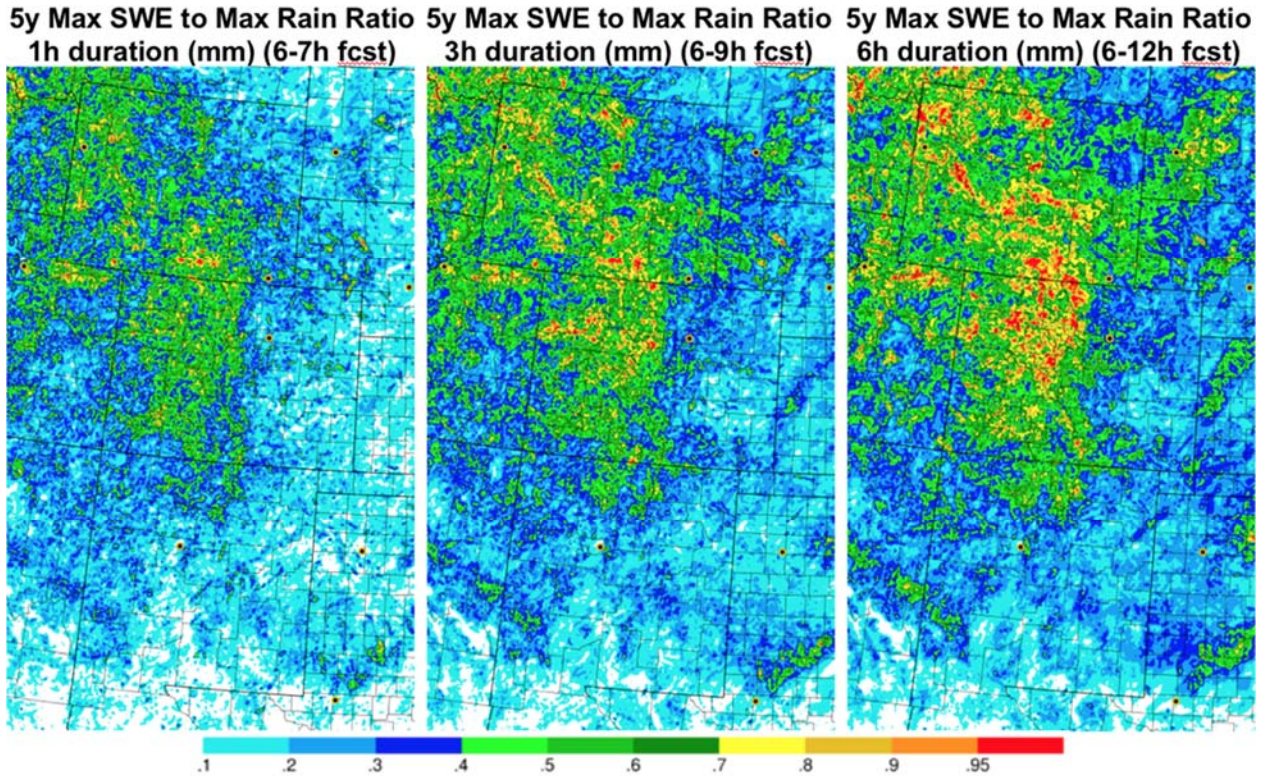 5y Max SWE to Max Rain Ratio
1h duration (mm) (6-7h fcst)
5y Max SWE to Max Rain Ratio
3h duration (mm) (6-9h fcst)
5y Max SWE to Max Rain Ratio
6h duration (mm) (6-12h fcst)
.1 .2 .3 .4 .5 .6 .7 .8 .9 .95